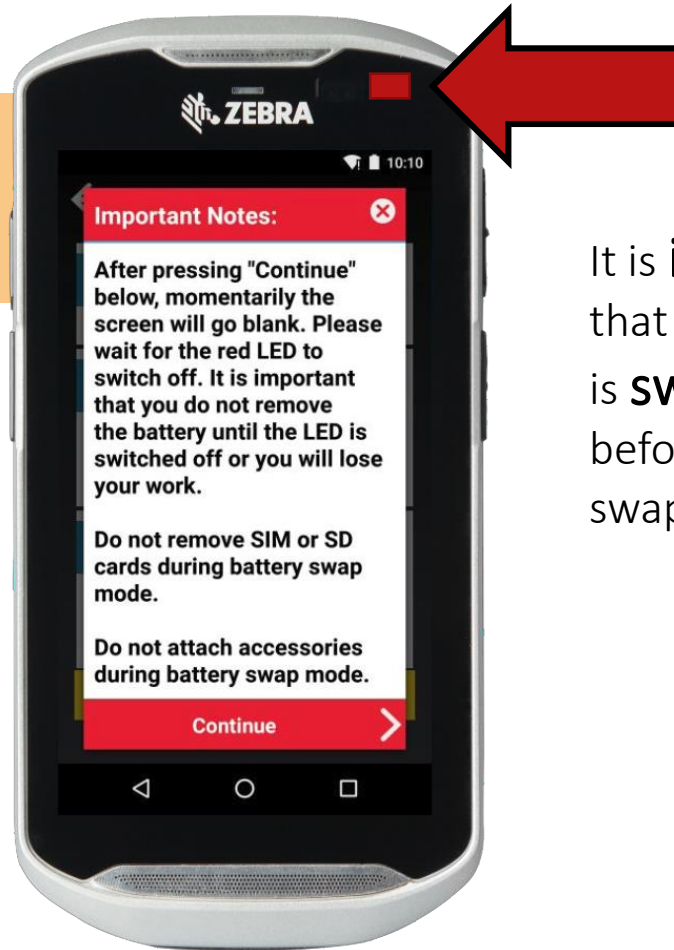 ZEBRA
10:10
Important Notes:
After pressing "Continue"
below, momentarily the
screen will go blank. Please
wait for the red LED to
switch off. It is important
that you do not remove
the battery until the LED is
switched off or you will lose
your work.
Do not remove SIM or SD
cards during battery swap
mode.
Do not attach accessories
during battery swap mode.
Continue
It is
that
is